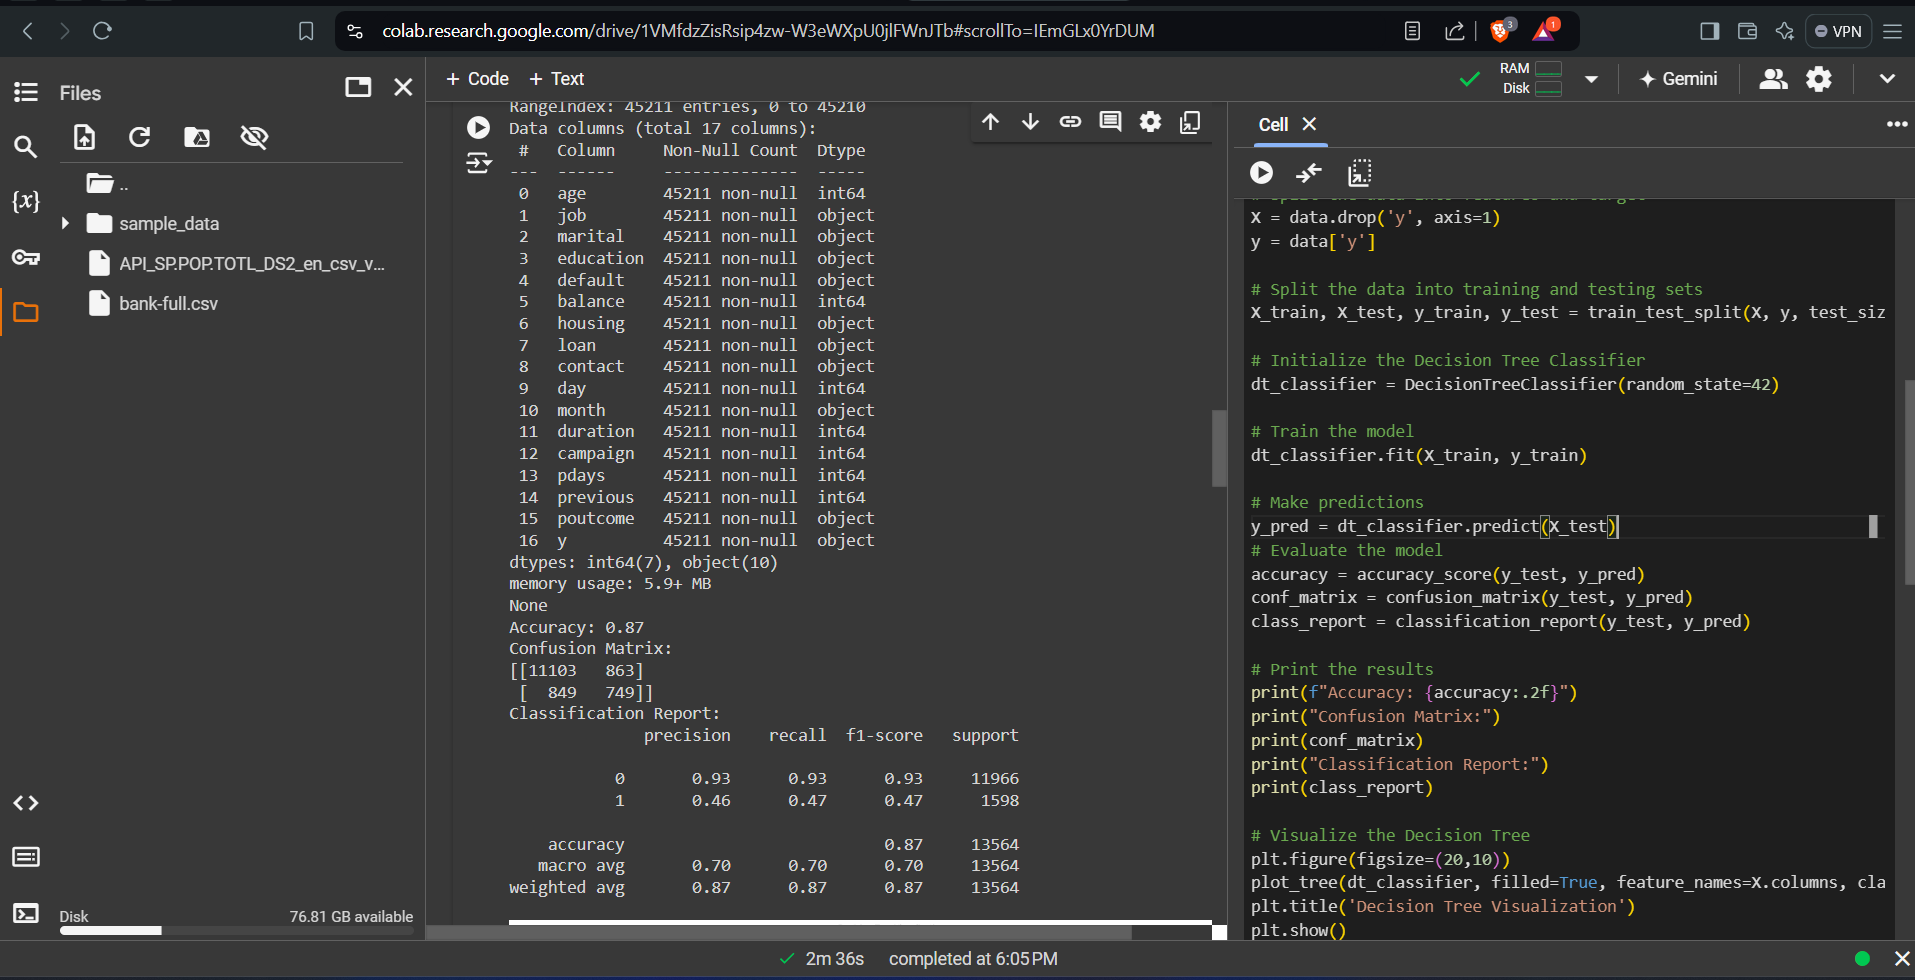 colab.research.google.com/drive/1VMfdzZisRsip4zw-W3eWXpU0jlFWnJTb#scrollTo=IEmGLx0YrDUM
3
1
VPN
Files
+ Code + Text
RAM
Disk
Gemini
..
sample_data
API_SP.POP.TOTL_DS2_en_csv_v...
bank-full.csv
{x}
Disk 76.81 GB available
RangeIndex: 45211 entries, 0 to 45210
Data columns (total 17 columns):
# Column Non-Null Count Dtype
--- ------ -------------- -----
0 age 45211 non-null int64
1 job 45211 non-null object
2 marital 45211 non-null object
3 education 45211 non-null object
4 default 45211 non-null object
5 balance 45211 non-null int64
6 housing 45211 non-null object
7 loan 45211 non-null object
8 contact 45211 non-null object
9 day 45211 non-null int64
10 month 45211 non-null object
11 duration 45211 non-null int64
12 campaign 45211 non-null int64
13 pdays 45211 non-null int64
14 previous 45211 non-null int64
15 poutcome 45211 non-null object
16 y 45211 non-null object
dtypes: int64(7), object(10)
memory usage: 5.9+ MB
None
Accuracy: 0.87
Confusion Matrix:
[[11103 863]
[ 849 749]]
Classification Report:
precision recall f1-score support
0 0.93 0.93 0.93 11966
1 0.46 0.47 0.47 1598
accuracy 0.87 13564
macro avg 0.70 0.70 0.70 13564
weighted avg 0.87 0.87 0.87 13564
Cell
# Split the data into features and target
X = data.drop('y', axis=1)
y = data['y']
# Split the data into training and testing sets
X_train, X_test, y_train, y_test = train_test_split(X, y, test_siz
# Initialize the Decision Tree Classifier
dt_classifier = DecisionTreeClassifier(random_state=42)
# Train the model
dt_classifier.fit(X_train, y_train)
# Make predictions
y_pred = dt_classifier.predict(X_test)
# Evaluate the model
accuracy = accuracy_score(y_test, y_pred)
conf_matrix = confusion_matrix(y_test, y_pred)
class_report = classification_report(y_test, y_pred)
# Print the results
print(f"Accuracy: {accuracy:.2f}")
print("Confusion Matrix:")
print(conf_matrix)
print("Classification Report:")
print(class_report)
# Visualize the Decision Tree
plt.figure(figsize=(20,10))
plot_tree(dt_classifier, filled=True, feature_names=X.columns, cla
plt.title('Decision Tree Visualization')
plt.show()
2m 36s completed at 6:05 PM